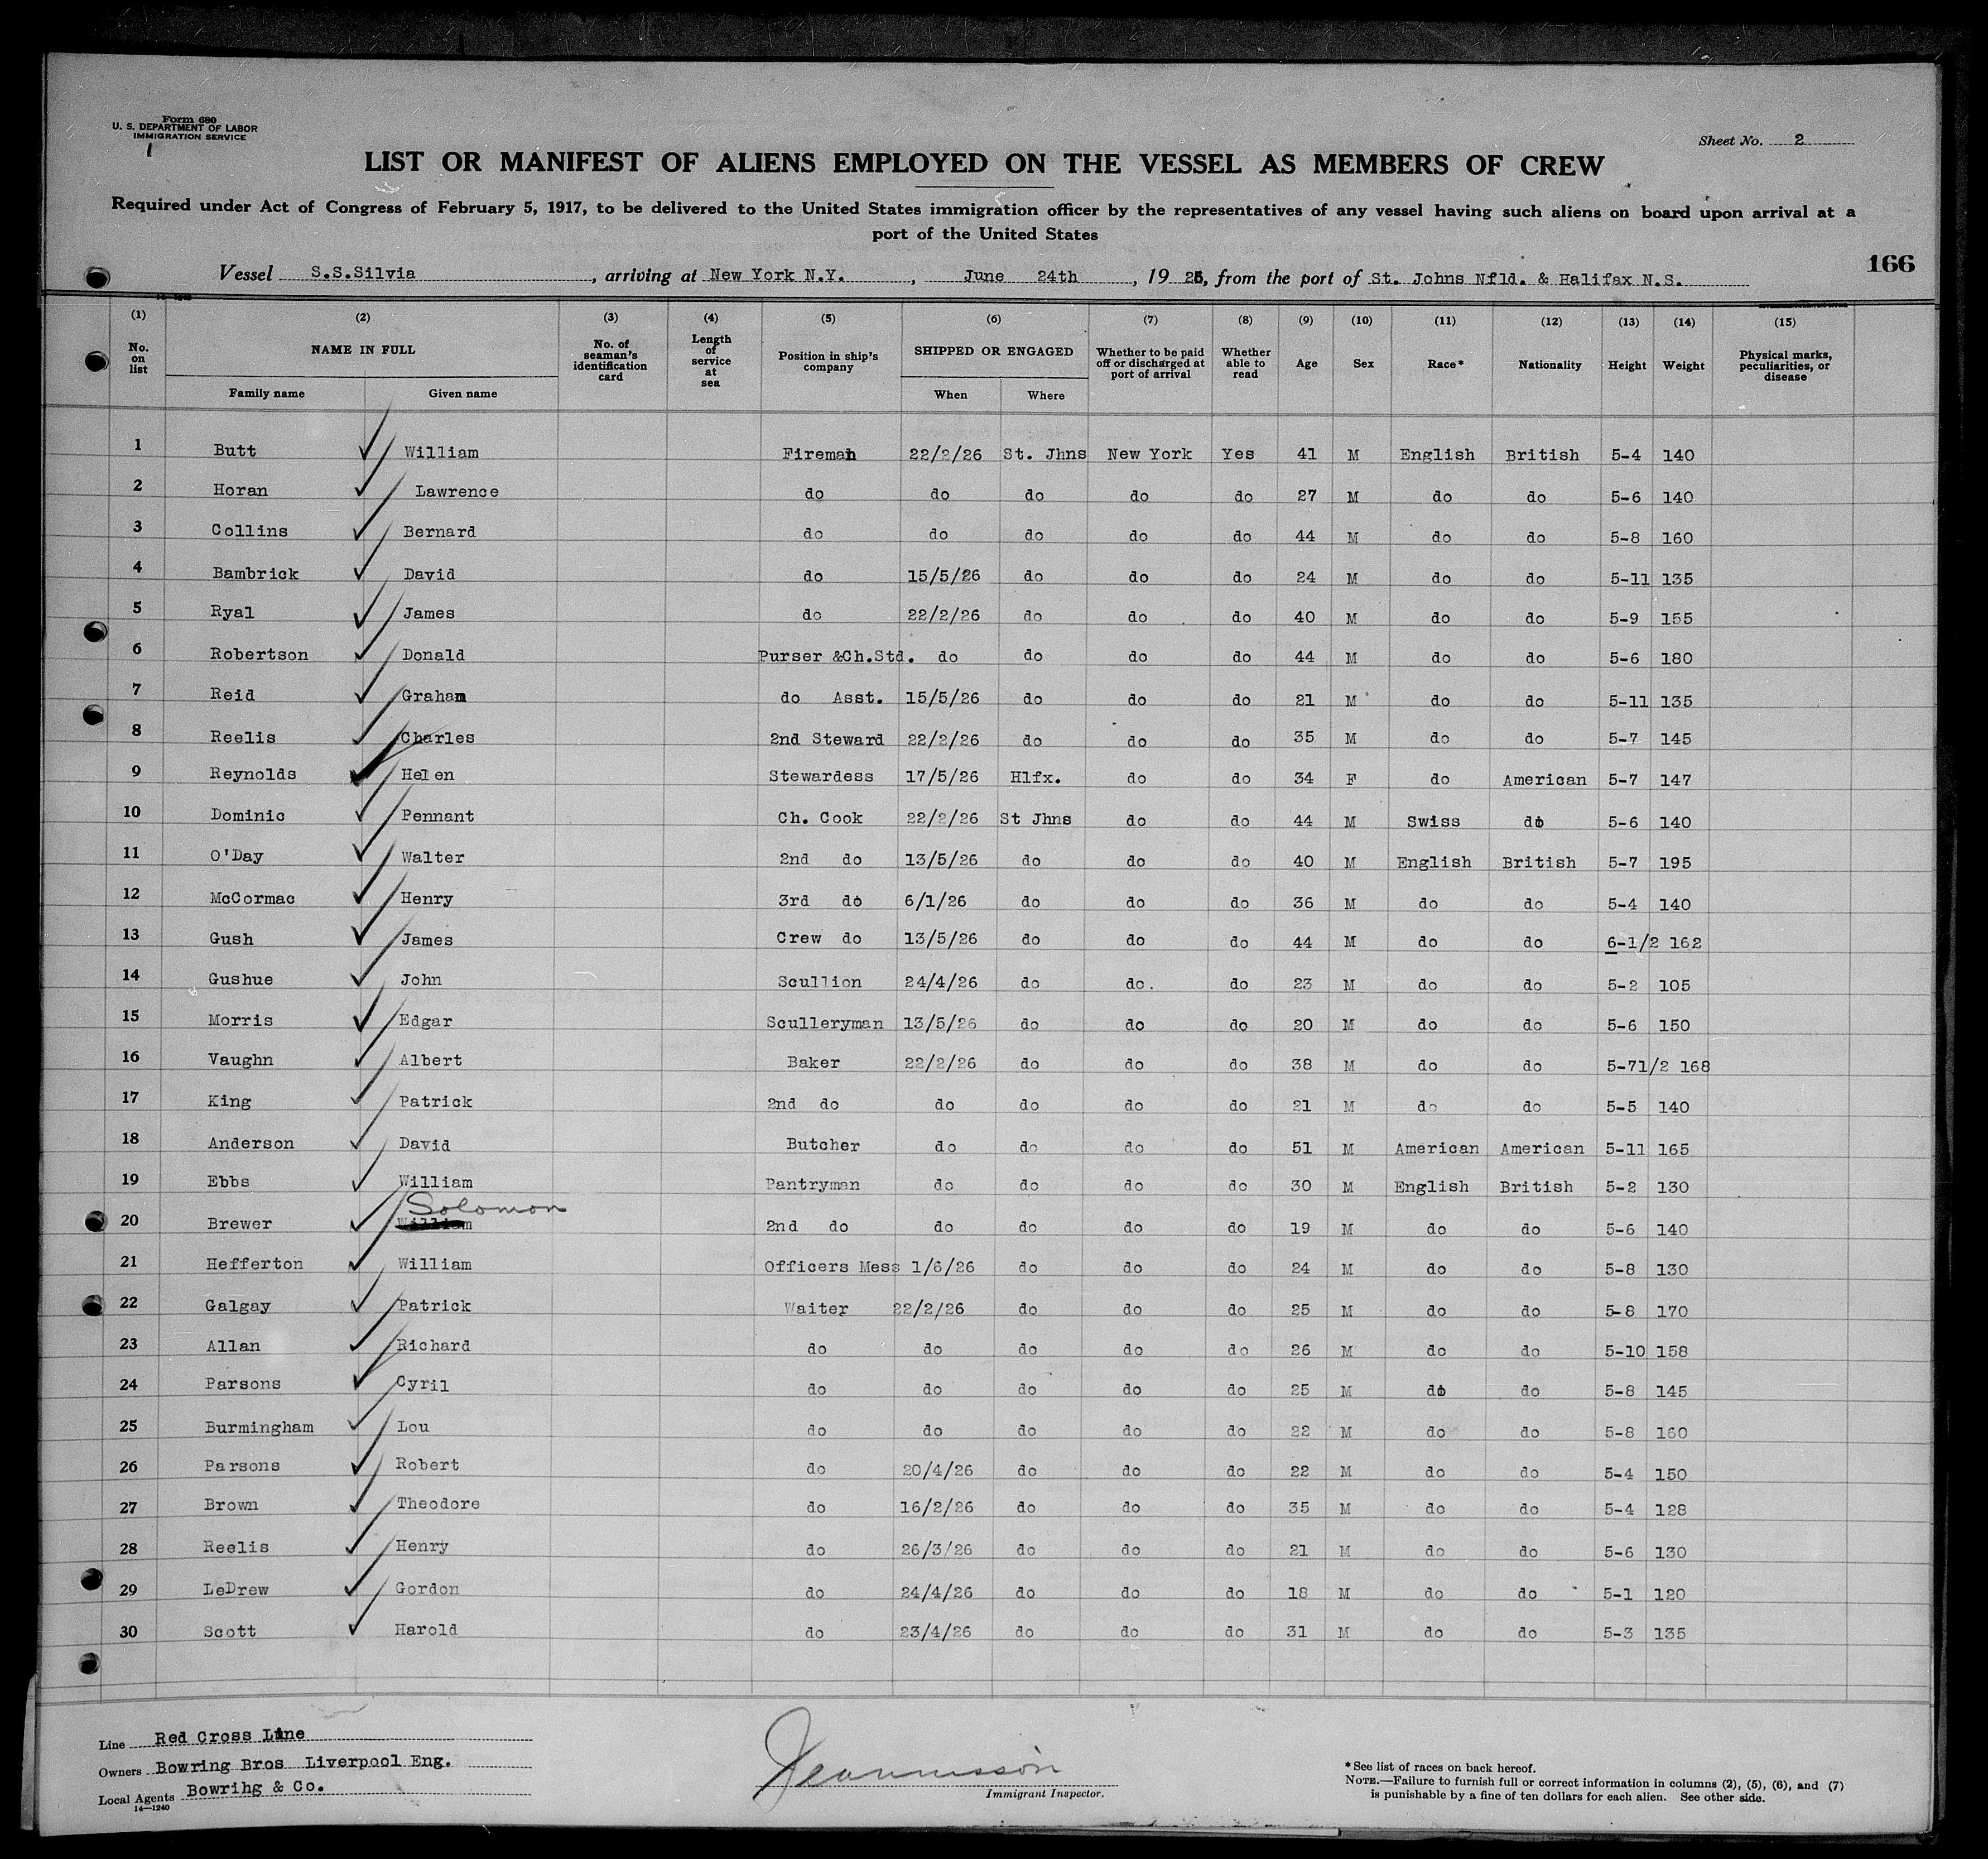 Form 680
U. S. DEPARTMENT OF LABOR
IMMIGRATION SERVICE
1
Sheet No. 2
LIST OR MANIFEST OF ALIENS EMPLOYED ON THE VESSEL AS MEMBERS OF CREW
Required under Act of Congress of February 5, 1917, to be delivered to the United States immigration officer by the representatives of any vessel having such aliens on board upon arrival at a
port of the United States
166
Vessel S.S.Silvia, arriving at New York N.Y., June 24th, 1926, from the port of St. Johns Nfld. & Halifax N.S.
(1) (2) (3) (4) (5) (6) (7) (8) (9) (10) (11) (12) (13) (14) (15)
No. on list NAME IN FULL Family name Given name No. of seaman's identification card Length of service at sea Position in ship's company SHIPPED OR ENGAGED When Where Whether to be paid off or discharged at port of arrival Whether able to read Age Sex Race* Nationality Height Weight Physical marks, peculiarities, or disease
1 Butt William Fireman 22/2/26 St. Jhns New York Yes 41 M English British 5-4 140
2 Horan Lawrence do do do do do 27 M do do 5-6 140
3 Collins Bernard do do do do do 44 M do do 5-8 160
4 Bambrick David do 15/5/26 do do do 24 M do do 5-11 135
5 Ryal James do 22/2/26 do do do 40 M do do 5-9 155
6 Robertson Donald Purser &Ch.Std. do do do do 44 M do do 5-6 180
7 Reid Graham do Asst. 15/5/26 do do do 21 M do do 5-11 135
8 Reelis Charles 2nd Steward 22/2/26 do do do 35 M do do 5-7 145
9 Reynolds Helen Stewardess 17/5/26 Hlfx. do do 34 F do American 5-7 147
10 Dominic Pennant Ch. Cook 22/2/26 St Jhns do do 44 M Swiss do 5-6 140
11 O'Day Walter 2nd do 13/5/26 do do do 40 M English British 5-7 195
12 McCormac Henry 3rd do 6/1/26 do do do 36 M do do 5-4 140
13 Gush James Crew do 13/5/26 do do do 44 M do do 6-1/2 162
14 Gushue John Scullion 24/4/26 do do. do 23 M do do 5-2 105
15 Morris Edgar Sculleryman 13/5/26 do do do 20 M do do 5-6 150
16 Vaughn Albert Baker 22/2/26 do do do 38 M do do 5-71/2 168
17 King Patrick 2nd do do do do do 21 M do do 5-5 140
18 Anderson David Butcher do do do do 51 M American American 5-11 165
19 Ebbs William Pantryman do do do do 30 M English British 5-2 130
Solomon
20 Brewer William 2nd do do do do do 19 M do do 5-6 140
21 Hefferton William Officers Mess 1/6/26 do do do 24 M do do 5-8 130
22 Galgay Patrick Waiter 22/2/26 do do do 25 M do do 5-8 170
23 Allan Richard do do do do do 26 M do do 5-10 158
24 Parsons Cyril do do do do do 25 M do do 5-8 145
25 Burmingham Lou do do do do do 22 M do do 5-8 160
26 Parsons Robert do 20/4/26 do do do 22 M do do 5-4 150
27 Brown Theodore do 16/2/26 do do do 35 M do do 5-4 128
28 Reelis Henry do 26/3/26 do do do 21 M do do 5-6 130
29 LeDrew Gordon do 24/4/26 do do do 18 M do do 5-1 120
30 Scott Harold do 23/4/26 do do do 31 M do do 5-3 135
Line Red Cross Line
Owners Bowring Bros Liverpool Eng.
Local Agents Bowrihg & Co.
14—1240
Immigrant Inspector.
*See list of races on back hereof.
NOTE.—Failure to furnish full or correct information in columns (2), (5), (6), and (7)
is punishable by a fine of ten dollars for each alien. See other side.